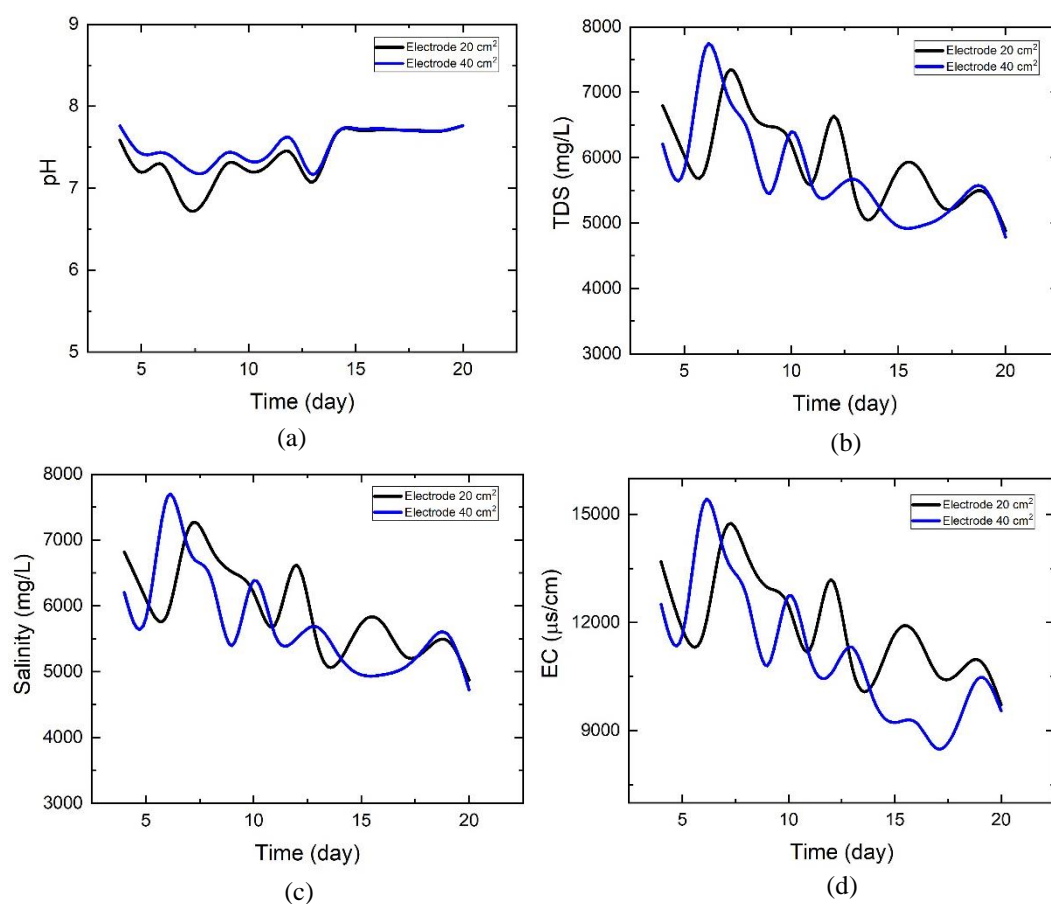 9
8
7
6
5
pH
5
10
15
20
Time (day)
Electrode 20 cm²
Electrode 40 cm²
(a)
8000
7000
6000
5000
4000
3000
TDS (mg/L)
5
10
15
20
Time (day)
Electrode 20 cm²
Electrode 40 cm²
(b)
8000
7000
6000
5000
4000
3000
Salinity (mg/L)
5
10
15
20
Time (day)
Electrode 20 cm²
Electrode 40 cm²
(c)
15000
12000
9000
EC (µs/cm)
5
10
15
20
Time (day)
Electrode 20 cm²
Electrode 40 cm²
(d)